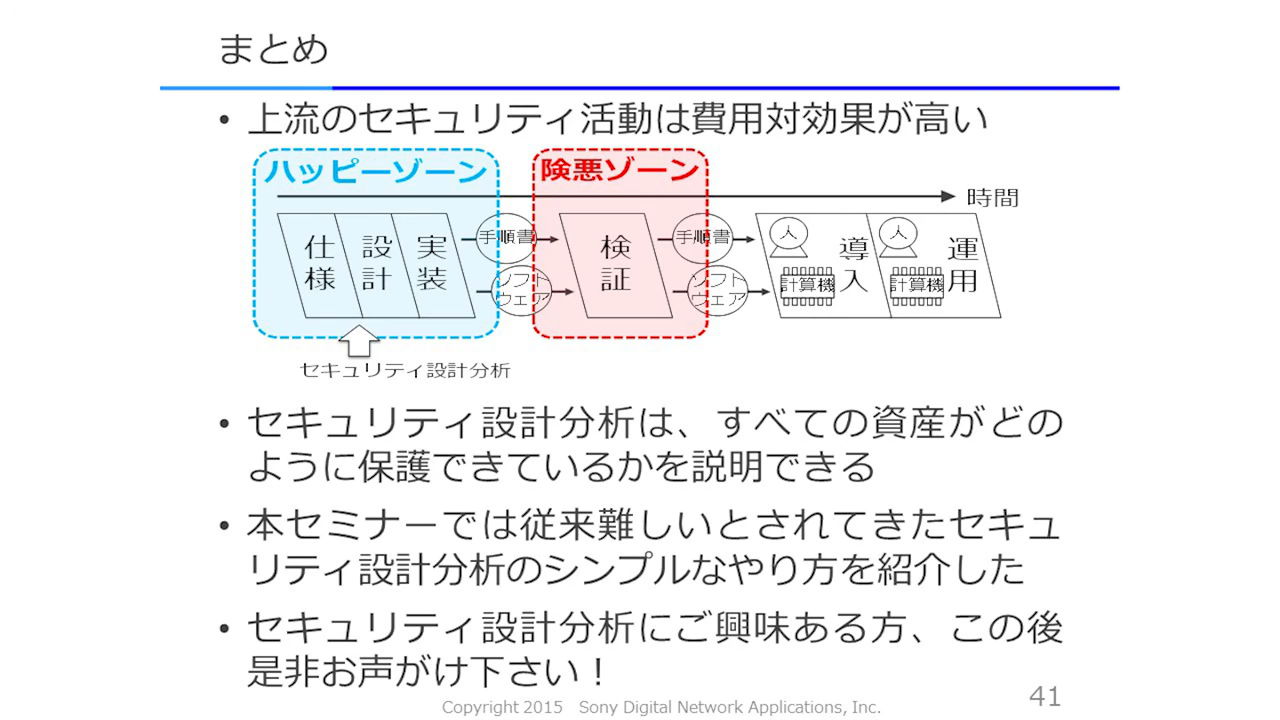 まとめ
• 上流のセキュリティ活動は費用対効果が高い
ハッピーゾーン
険悪ゾーン
時間
仕様
設計
実装
手順書
ソフトウェア
検証
手順書
ソフトウェア
人
計算機
導入
人
計算機
運用
セキュリティ設計分析
• セキュリティ設計分析は、すべての資産がどの
ように保護できているかを説明できる
• 本セミナーでは従来難しいとされてきたセキュ
リティ設計分析のシンプルなやり方を紹介した
• セキュリティ設計分析にご興味ある方、この後
是非お声がけ下さい！
Copyright 2015 Sony Digital Network Applications, Inc.
41